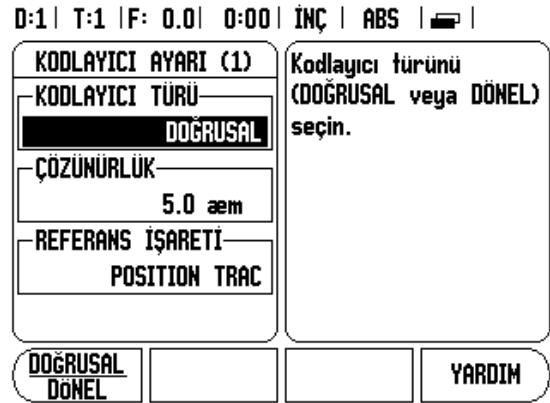 D:1| T:1 |F: 0.0| 0:00| İNÇ | ABS | |
KODLAYICI AYARI (1)
KODLAYICI TÜRÜ
DOĞRUSAL
ÇÖZÜNÜRLÜK
5.0 æm
REFERANS İŞARETİ
POSITION TRAC
Kodlayıcı türünü
(DOĞRUSAL veya DÖNEL)
seçin.
DOĞRUSAL
DÖNEL
YARDIM